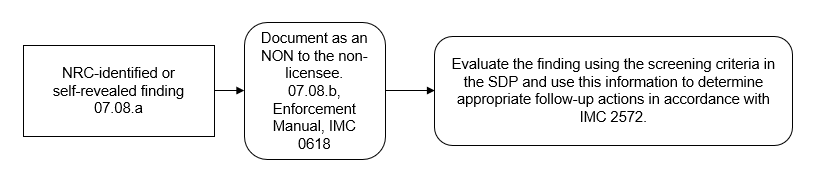 NRC-identified or
self-revealed finding
07.08.a
Document as an
NON to the non-
licensee.
07.08.b,
Enforcement
Manual, IMC
0618
Evaluate the finding using the screening criteria in
the SDP and use this information to determine
appropriate follow-up actions in accordance with
IMC 2572.